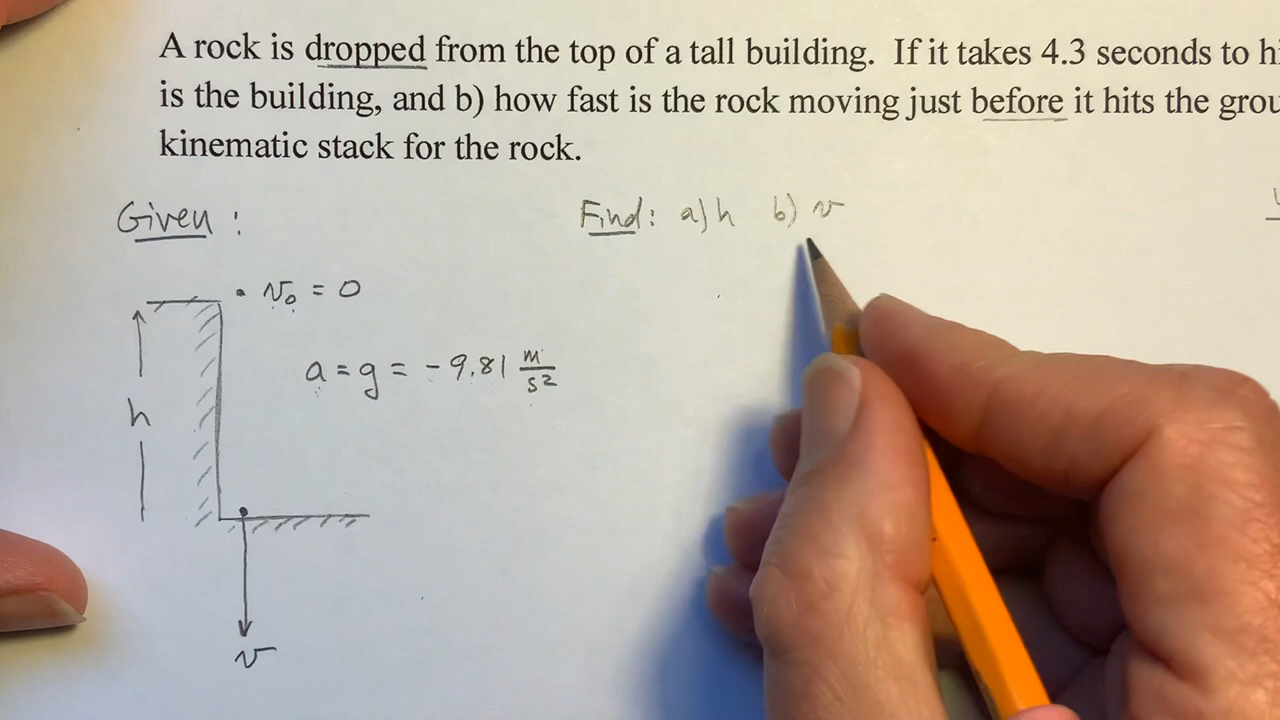 A rock is dropped from the top of a tall building. If it takes 4.3 seconds to
is the building, and b) how fast is the rock moving just before it hits the
kinematic stack for the rock.
Given:
Find: a) h b) v
v₀ = 0
a = g = -9.81 m/s²
h
v